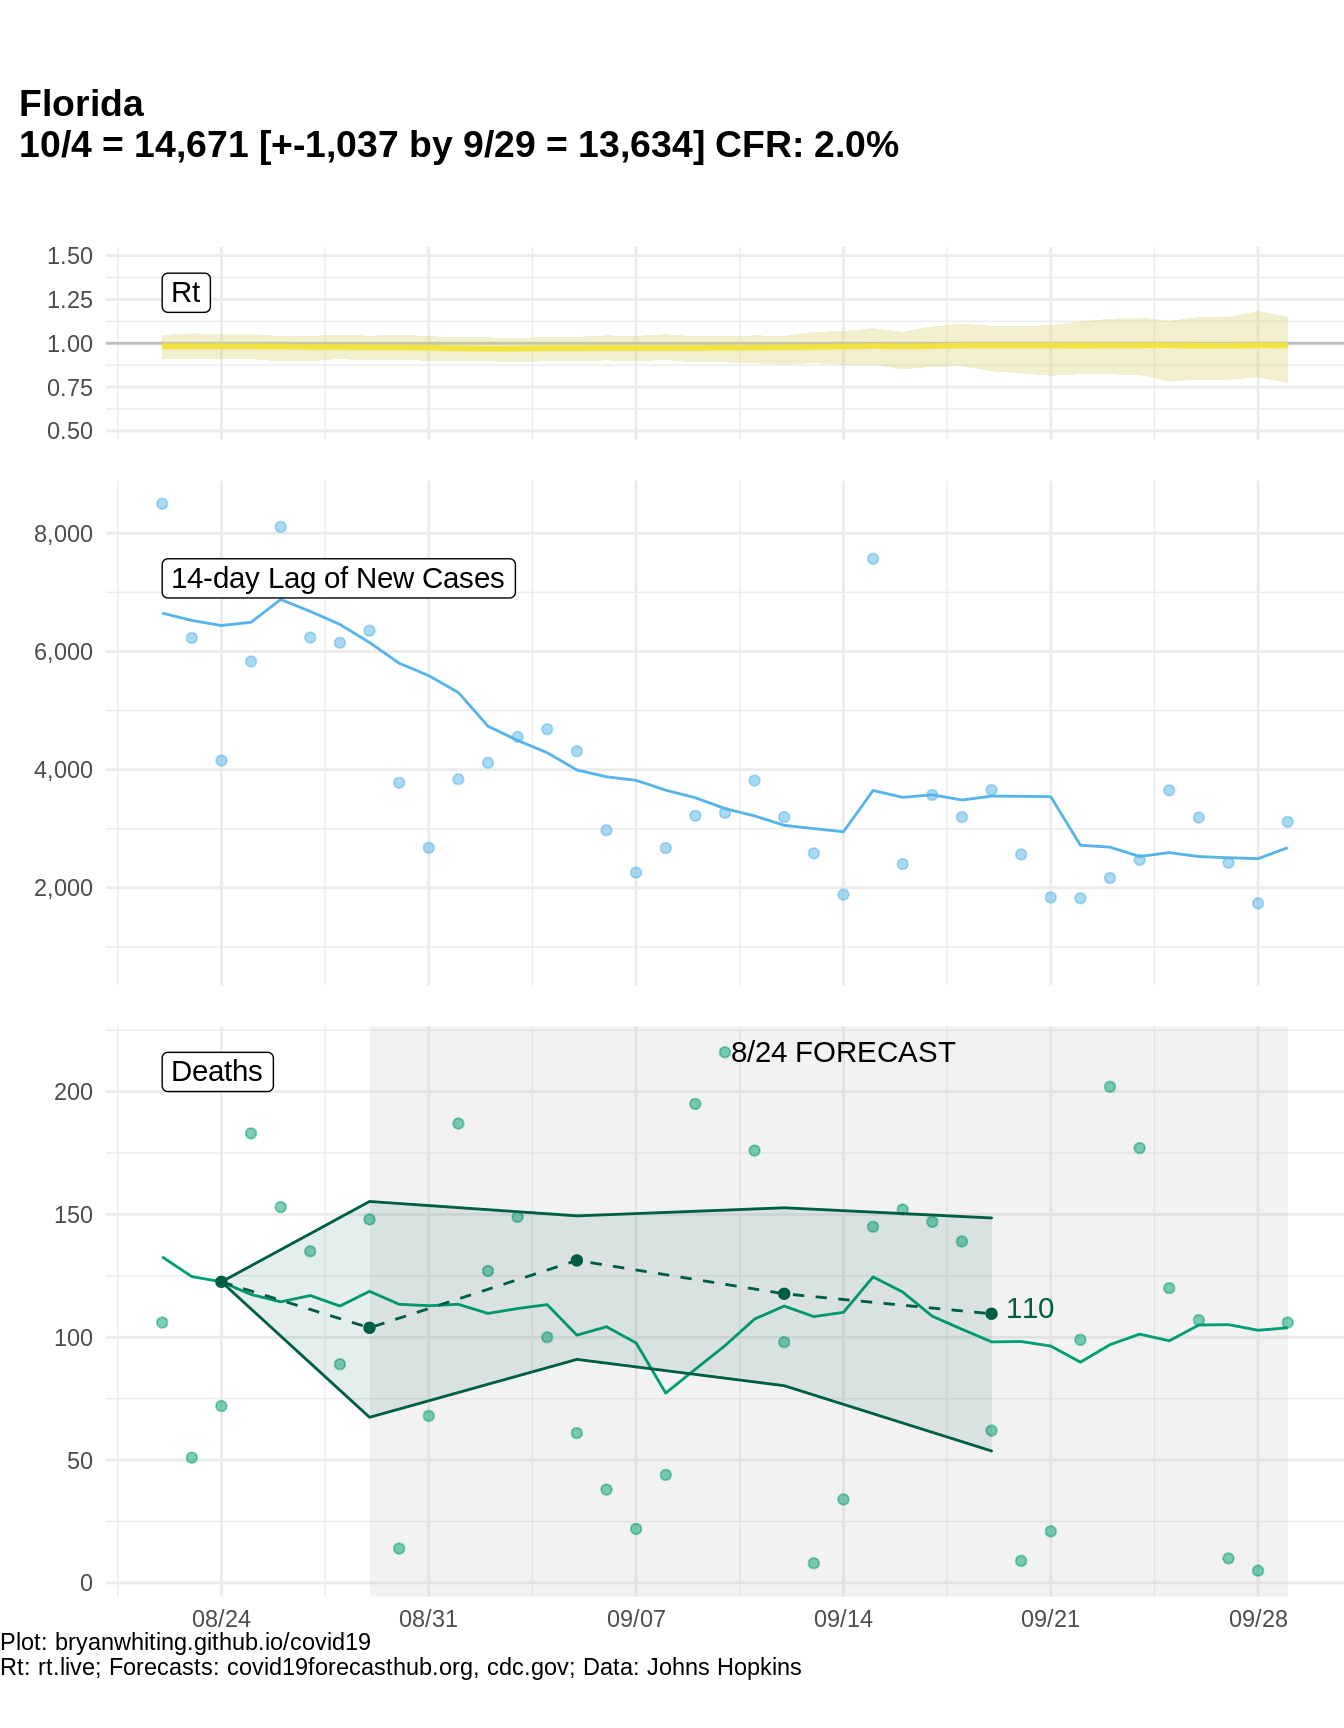 Florida
10/4 = 14,671 [+-1,037 by 9/29 = 13,634] CFR: 2.0%
1.50
1.25
1.00
0.75
0.50
Rt
8,000
6,000
4,000
2,000
14-day Lag of New Cases
200
150
100
50
0
Deaths
8/24 FORECAST
110
08/24 08/31 09/07 09/14 09/21 09/28
Plot: bryanwhiting.github.io/covid19
Rt: rt.live; Forecasts: covid19forecasthub.org, cdc.gov; Data: Johns Hopkins